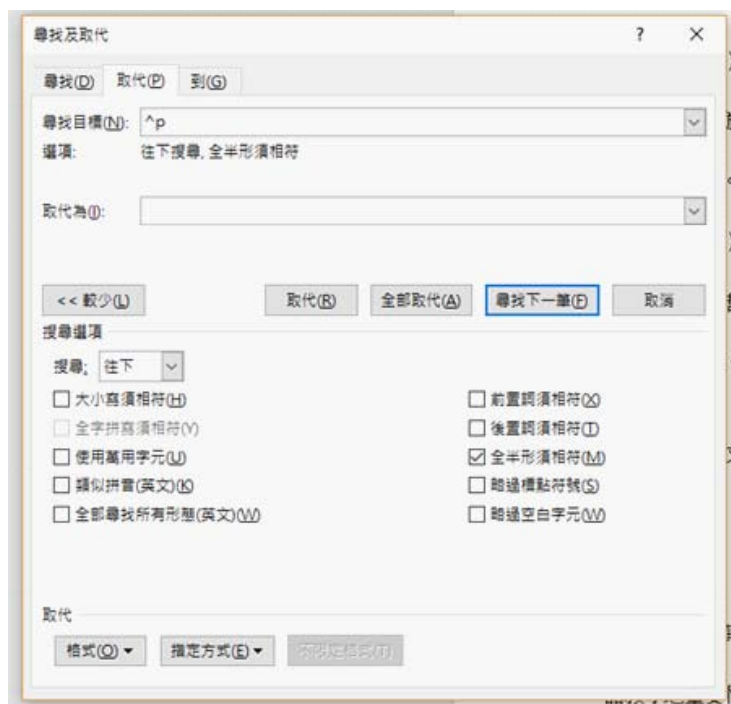 尋找及取代 ? ×
尋找(D) 取代(P) 到(G)
尋找目標(N): ^p
選項: 往下搜尋, 全半形須相符
取代為(I):
<< 較少(L) 取代(R) 全部取代(A) 尋找下一筆(F) 取消
搜尋選項
搜尋: 往下
大小寫須相符(H) 前置詞須相符(X)
全字拼寫須相符(Y) 後置詞須相符(T)
使用萬用字元(U) 全半形須相符(M)
類似拼音(英文)(K) 略過標點符號(S)
全部尋找所有形態(英文)(W) 略過空白字元(W)
取代
格式(O) 指定方式(E) 不限定格式(T)